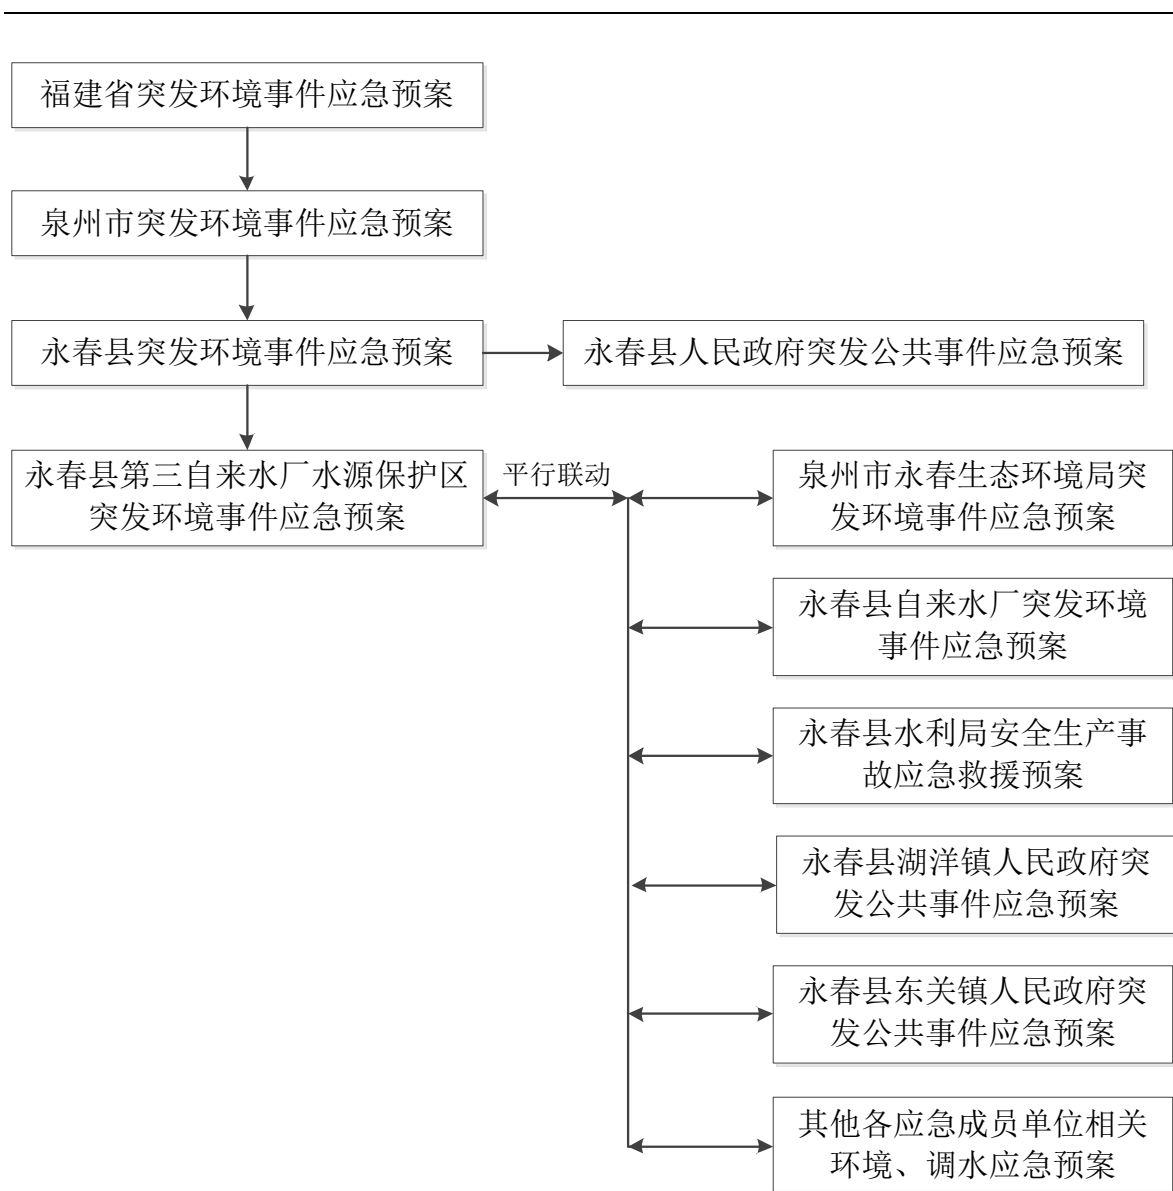 福建省突发环境事件应急预案
泉州市突发环境事件应急预案
永春县突发环境事件应急预案
永春县人民政府突发公共事件应急预案
永春县第三自来水厂水源保护区
突发环境事件应急预案
平行联动
泉州市永春生态环境局突
发环境事件应急预案
永春县自来水厂突发环境
事件应急预案
永春县水利局安全生产事
故应急救援预案
永春县湖洋镇人民政府突
发公共事件应急预案
永春县东关镇人民政府突
发公共事件应急预案
其他各应急成员单位相关
环境、调水应急预案